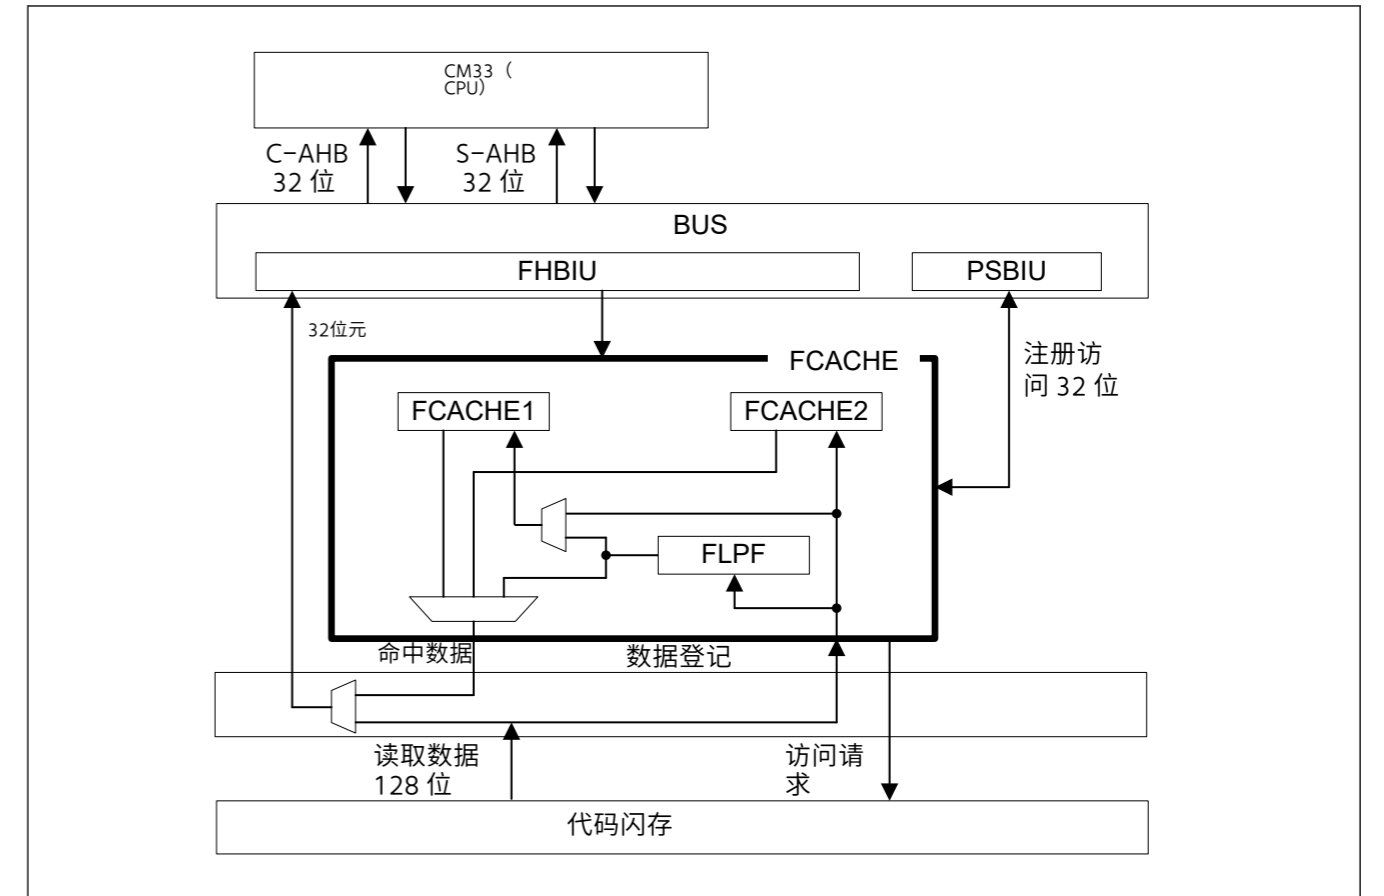 CM33（
CPU）
C-AHB
32 位
S-AHB
32 位
BUS
FHBIU
PSBIU
32位元
FCACHE
注册访
问 32 位
FCACHE1
FCACHE2
FLPF
命中数据
数据登记
读取数据
128 位
访问请
求
代码闪存